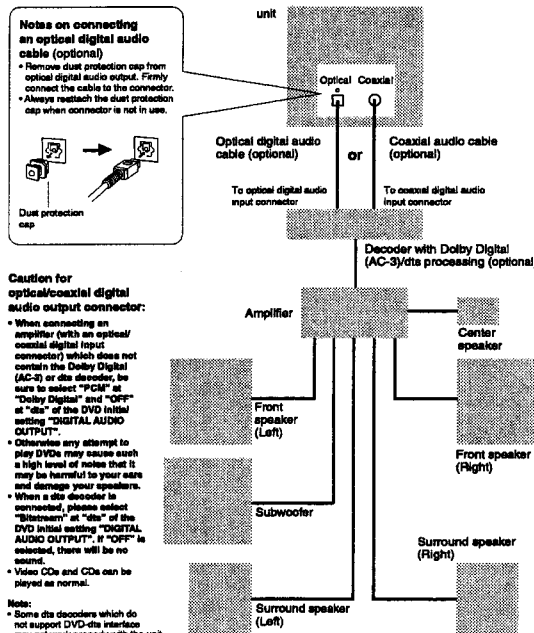 Notes on connecting
an optical digital audio
cable (optional)
• Remove dust protection cap from
optical digital audio output. Firmly
connect the cable to the connector.
• Always reattach the dust protection
cap when connector is not in use.
Dust protection
cap
unit
Optical Coaxial
Optical digital audio
cable (optional)
or
Coaxial audio cable
(optional)
To optical digital audio
input connector
To coaxial digital audio
input connector
Decoder with Dolby Digital
(AC-3)/dts processing (optional
Amplifier
Center
speaker
Front
speaker
(Left)
Front speaker
(Right)
Subwoofer
Surround speaker
(Right)
Surround speaker
(Left)
Caution for
optical/coaxial digital
audio output connector:
• When connecting an
amplifier (with an optical/
coaxial digital input
connector) which does not
contain the Dolby Digital
(AC-3) or dts decoder, be
sure to select "PCM" at
"Dolby Digital" and "OFF"
at "dts" of the DVD initial
setting "DIGITAL AUDIO
OUTPUT".
• Otherwise any attempt to
play DVDs may cause such
a high level of noise that it
may be harmful to your ears
and damage your speakers.
• When a dts decoder is
connected, please select
"Bitstream" at "dts" of the
DVD initial setting "DIGITAL
AUDIO OUTPUT". If "OFF" is
selected, there will be no
sound.
• Video CDs and CDs can be
played as normal.
Note:
• Some dts decoders which do
not support DVD-dts interface